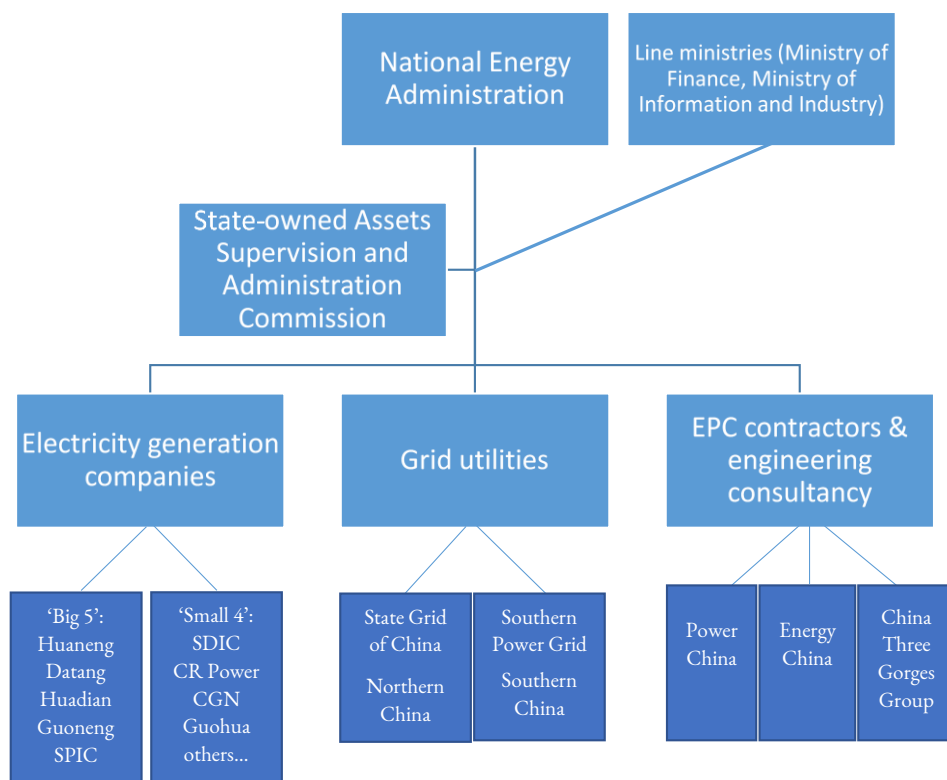 National Energy
Administration
Line ministries (Ministry of
Finance, Ministry of
Information and Industry)
State-owned Assets
Supervision and
Administration
Commission
Electricity generation
companies
Grid utilities
EPC contractors &
engineering
consultancy
‘Big 5’:
Huaneng
Datang
Huadian
Guoneng
SPIC
‘Small 4’:
SDIC
CR Power
CGN
Guohua
others...
State Grid
of China
Northern
China
Southern
Power Grid
Southern
China
Power
China
Energy
China
China
Three
Gorges
Group